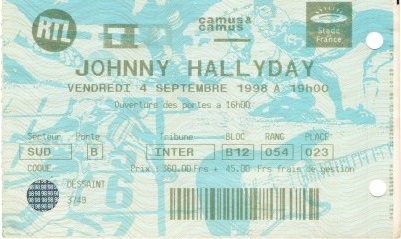 RTL
camus&
camus
Stade
France
JOHNNY HALLYDAY
VENDREDI 4 SEPTEMBRE 1998 A 19h00
Ouverture des portes a 16h00
Secteur Porte Tribune BLOC RANG PLACE
SUD B INTER B12 054 023
COQUE Prix : 360.00 Frs + 45.00 Frs frais de gestion
DESSAINT
3749